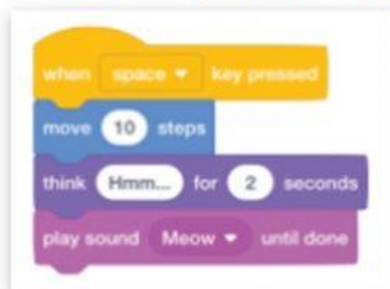 when space key pressed
move 10 steps
think Hmm... for 2 seconds
play sound Meow until done